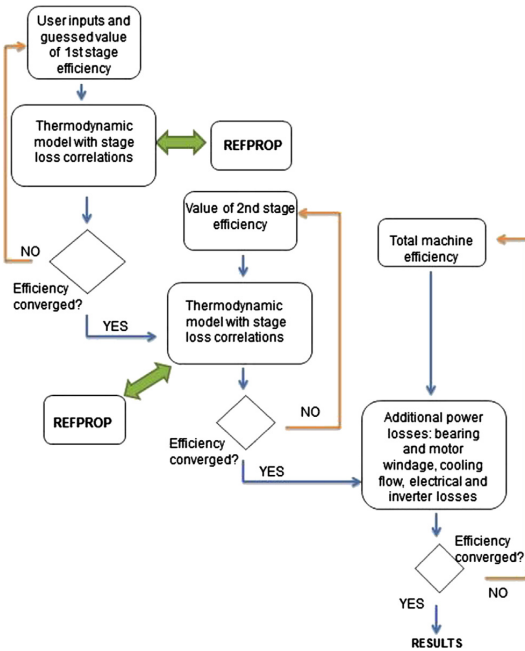 User inputs and
guessed value
of 1st stage
efficiency
Thermodynamic
model with stage
loss correlations
REFPROP
NO
Efficiency
converged?
YES
Value of 2nd stage
efficiency
Thermodynamic
model with stage
loss correlations
REFPROP
NO
Efficiency
converged?
YES
Total machine
efficiency
Additional power
losses: bearing
and motor
windage, cooling
flow, electrical and
inverter losses
Efficiency
converged?
NO
YES
RESULTS